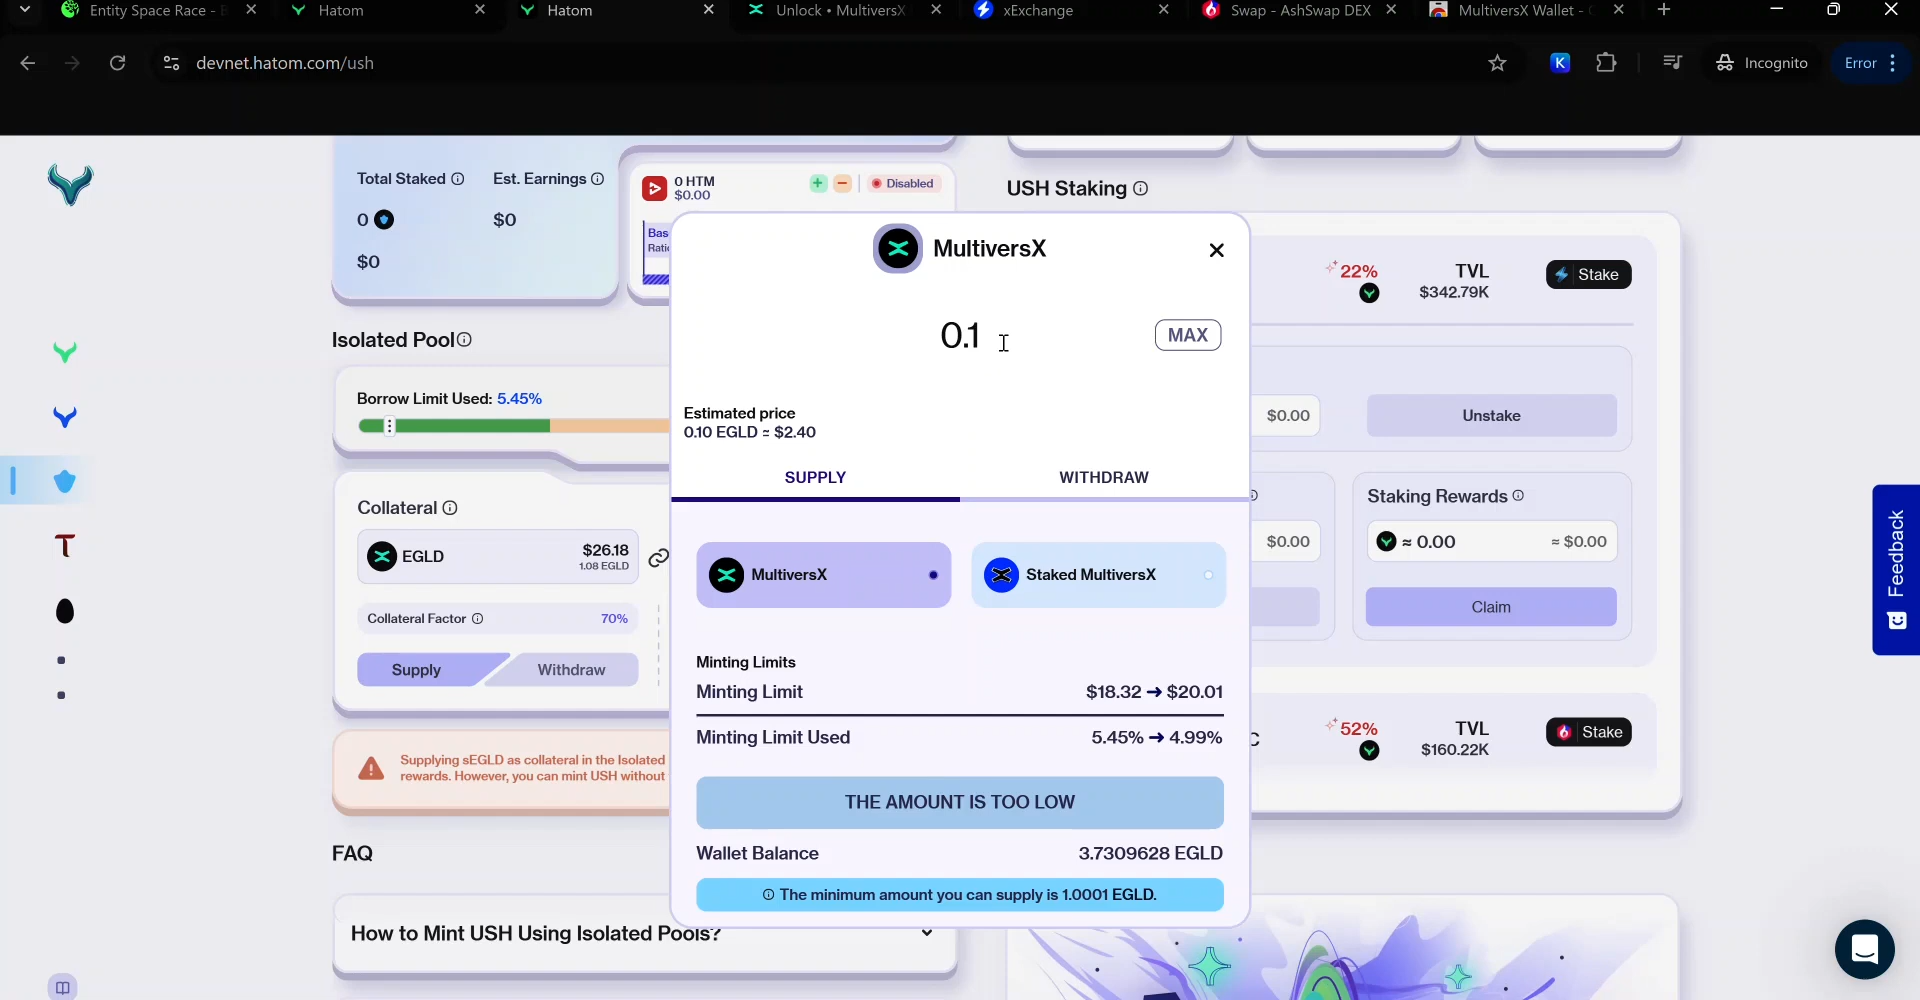 Entity Space Race -
Hatom
Hatom
Unlock • MultiversX
xExchange
Swap - AshSwap DEX
MultiversX Wallet -
devnet.hatom.com/ush
K
Incognito
Error
Total Staked
Est. Earnings
0
$0
$0
0 HTM
$0.00
+
−
Disabled
Bas
Ratio
USH Staking
22%
TVL
$342.79K
Stake
$0.00
Unstake
$0.00
Staking Rewards
≈ 0.00
≈ $0.00
Claim
C
52%
TVL
$160.22K
Stake
Isolated Pool
Borrow Limit Used: 5.45%
Collateral
EGLD
$26.18
1.08 EGLD
Collateral Factor
70%
Supply
Withdraw
Supplying sEGLD as collateral in the Isolated
rewards. However, you can mint USH without
FAQ
How to Mint USH Using Isolated Pools?
MultiversX
0.1
MAX
Estimated price
0.10 EGLD ≈ $2.40
SUPPLY
WITHDRAW
MultiversX
Staked MultiversX
Minting Limits
Minting Limit
$18.32 → $20.01
Minting Limit Used
5.45% → 4.99%
THE AMOUNT IS TOO LOW
Wallet Balance
3.7309628 EGLD
The minimum amount you can supply is 1.0001 EGLD.
Feedback